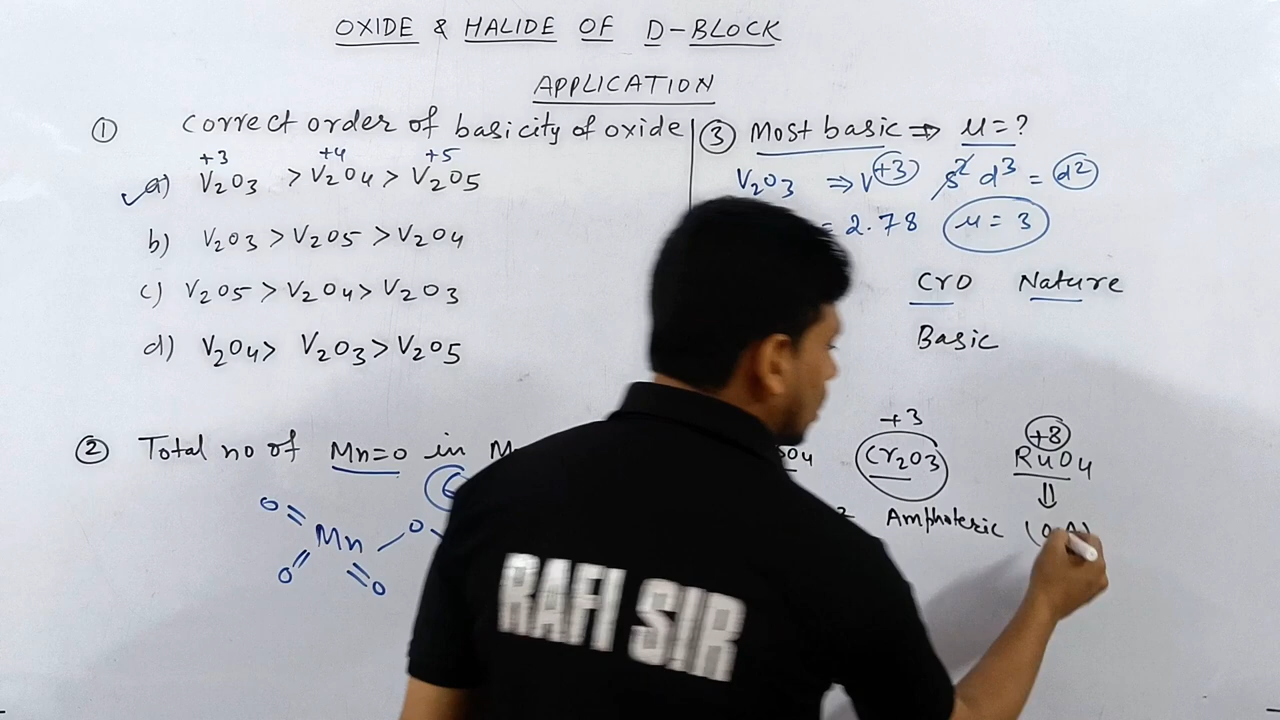 OXIDE & HALIDE OF D-BLOCK
APPLICATION
① Correct order of basicity of oxide
+3 +4 +5
a) V2O3 > V2O4 > V2O5
b) V2O3 > V2O5 > V2O4
c) V2O5 > V2O4 > V2O3
d) V2O4 > V2O3 > V2O5
② Total no of Mn=O in
6
O Mn O
O O
③ Most basic ⇒ μ=?
V2O3 ⇒ V+3 s2 d3 = d2
= 2.78 μ = 3
CrO Nature
Basic
+3 +8
O4 Cr2O3 RuO4
Amphoteric
RAFI SIR